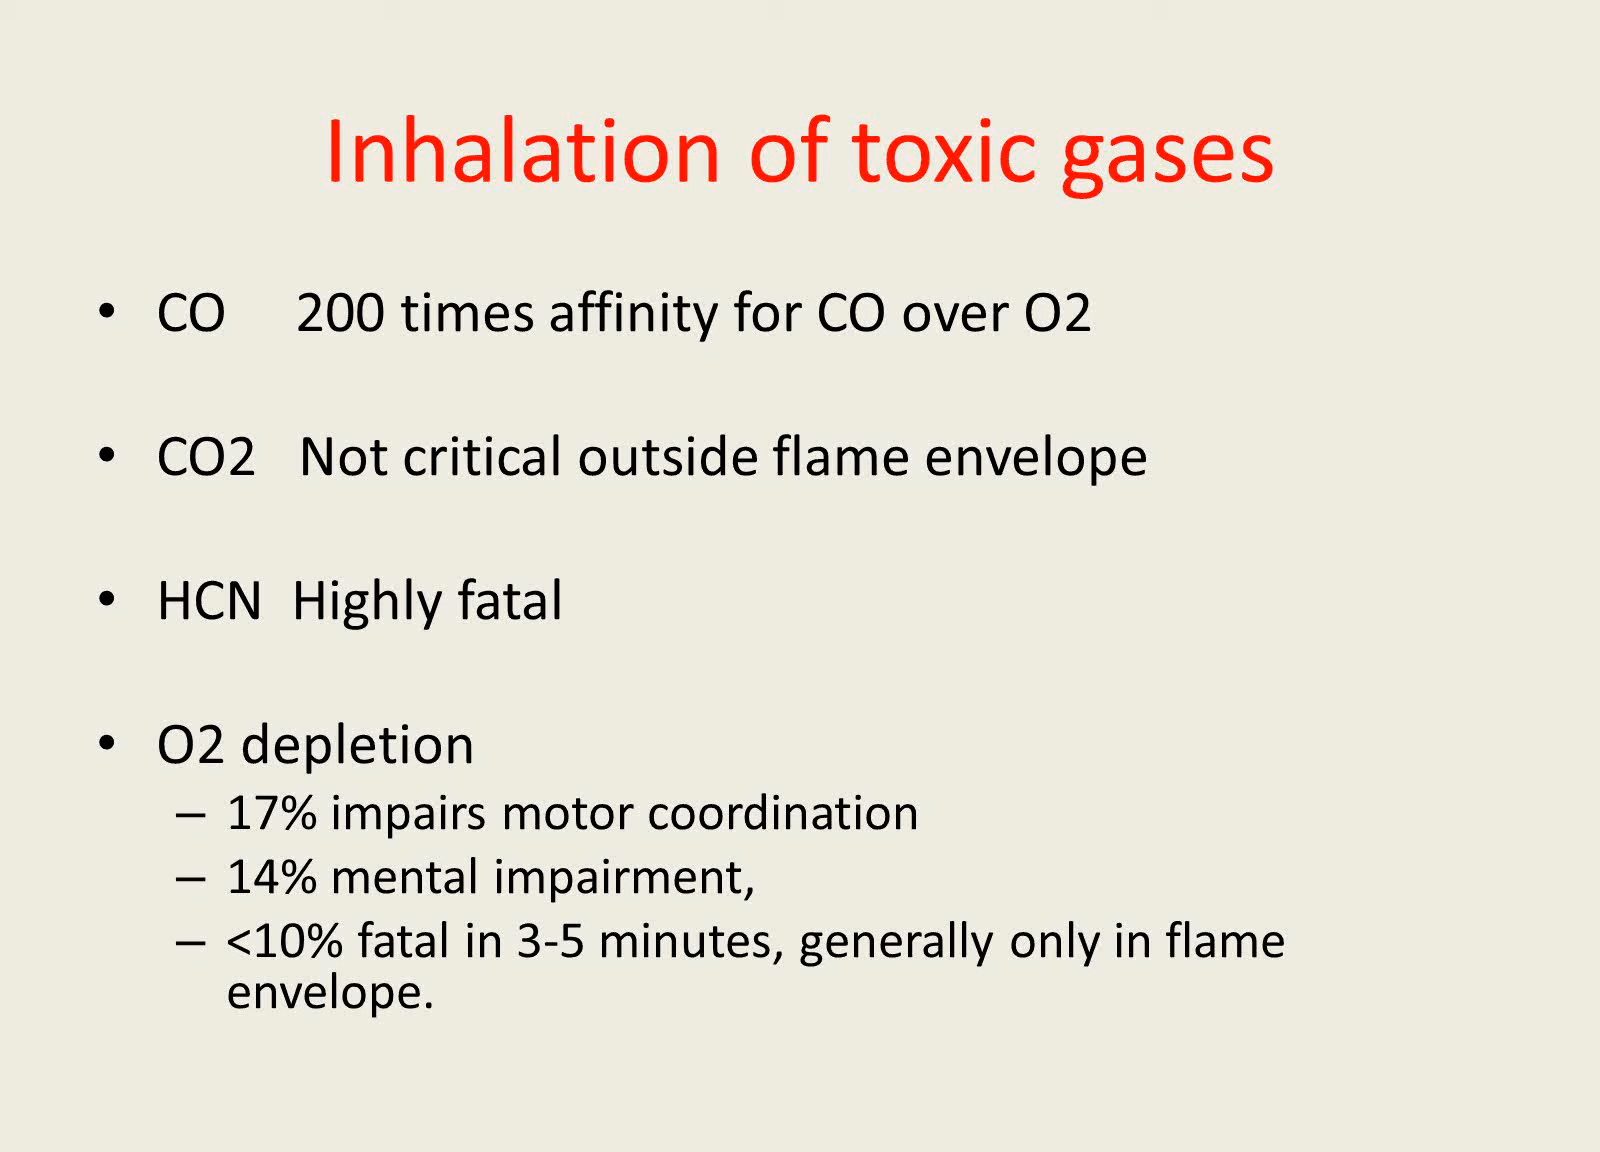 Inhalation of toxic gases
• CO 200 times affinity for CO over O2
• CO2 Not critical outside flame envelope
• HCN Highly fatal
• O2 depletion
– 17% impairs motor coordination
– 14% mental impairment,
– <10% fatal in 3-5 minutes, generally only in flame
envelope.